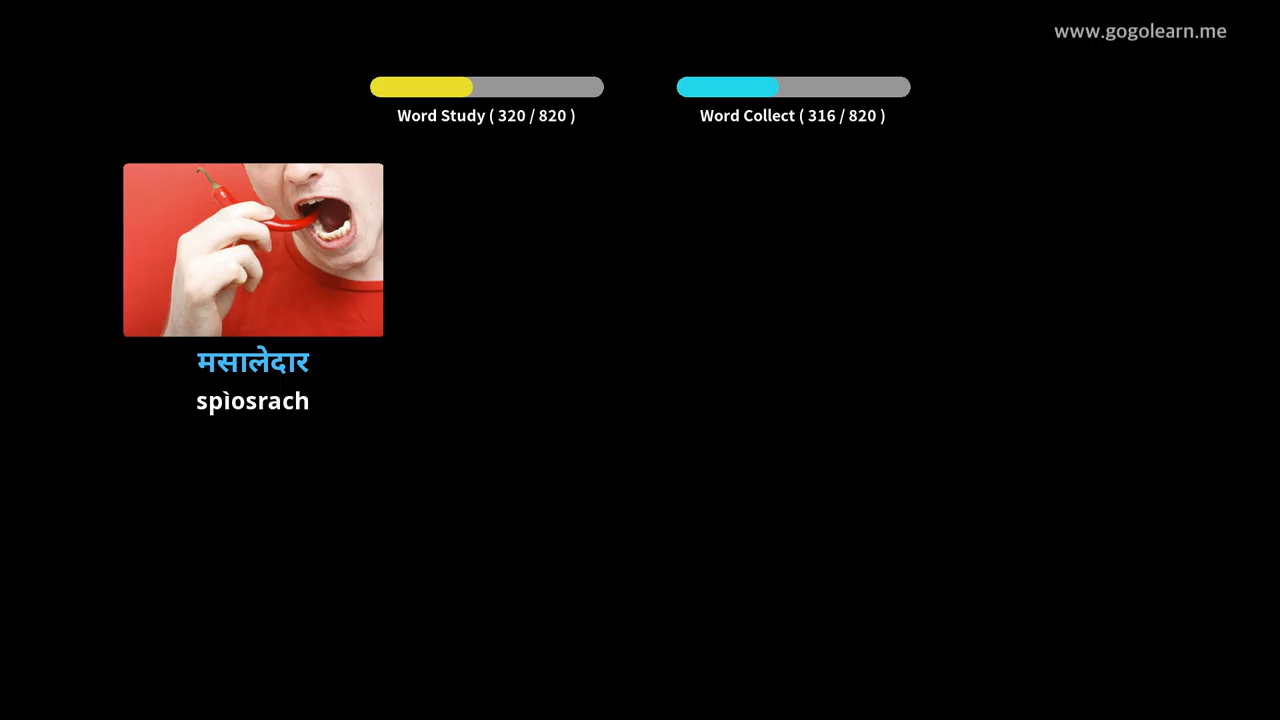 www.gogolearn.me
Word Study ( 320 / 820 )
Word Collect ( 316 / 820 )
मसालेदार
spìosrach